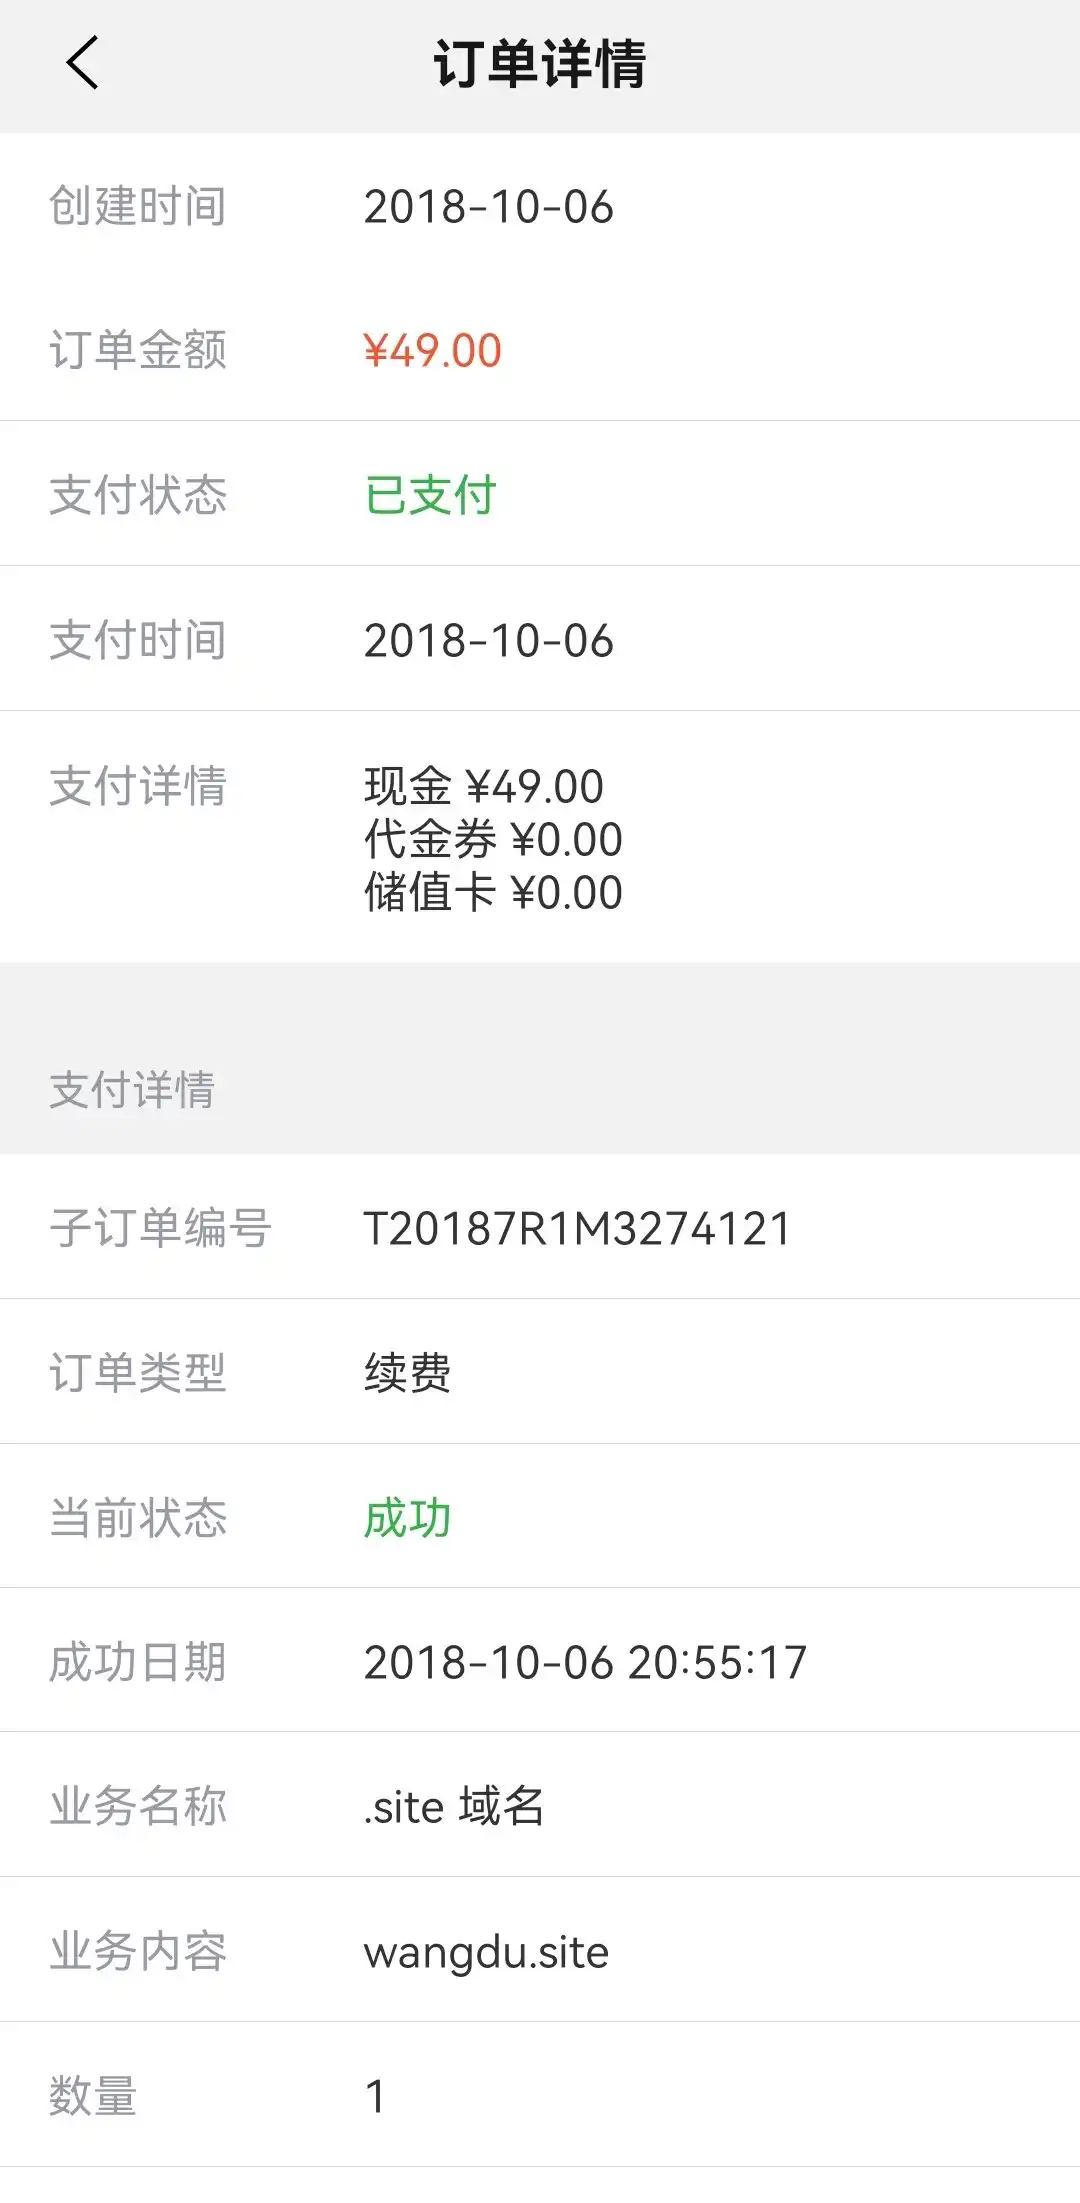 订单详情
创建时间 2018-10-06
订单金额 ¥49.00
支付状态 已支付
支付时间 2018-10-06
支付详情 现金 ¥49.00
代金券 ¥0.00
储值卡 ¥0.00
支付详情
子订单编号 T20187R1M3274121
订单类型 续费
当前状态 成功
成功日期 2018-10-06 20:55:17
业务名称 .site 域名
业务内容 wangdu.site
数量 1